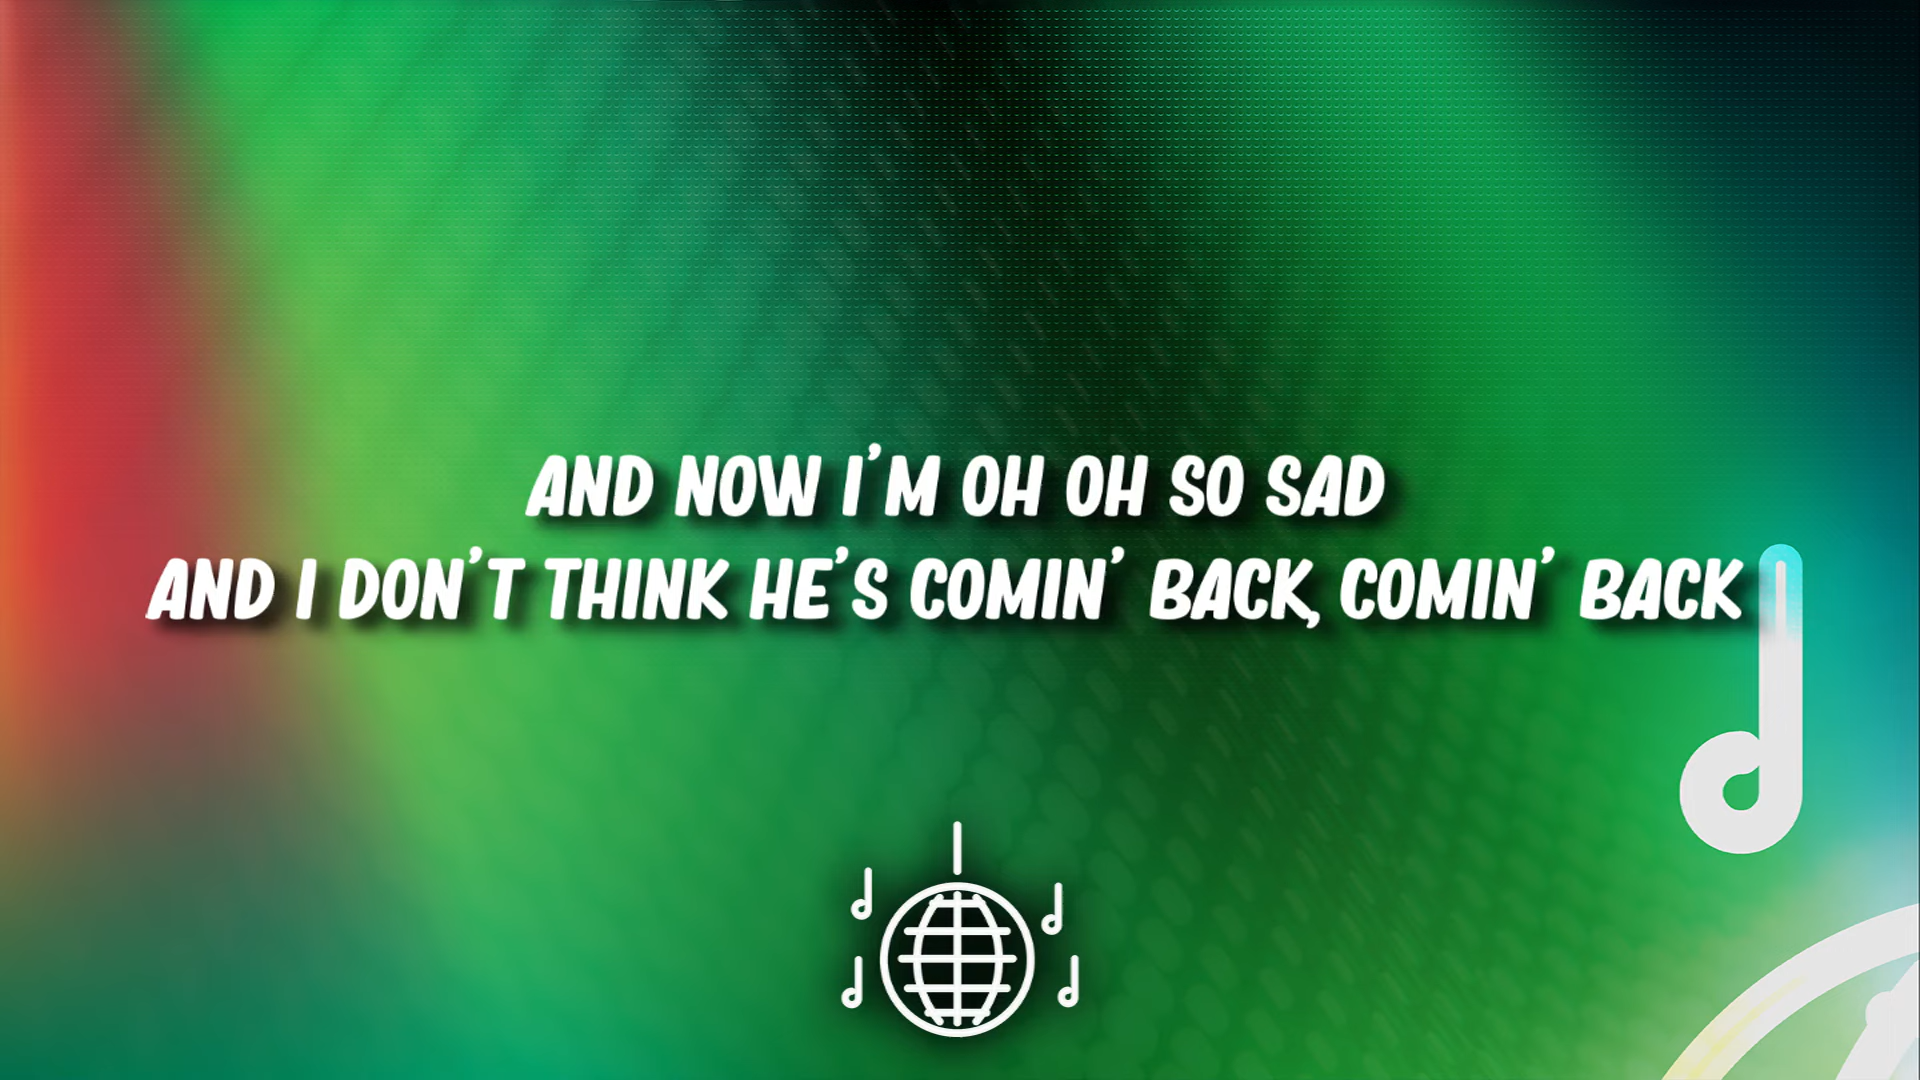 AND NOW I'M OH OH SO SAD
AND I DON'T THINK HE'S COMIN' BACK, COMIN' BACK